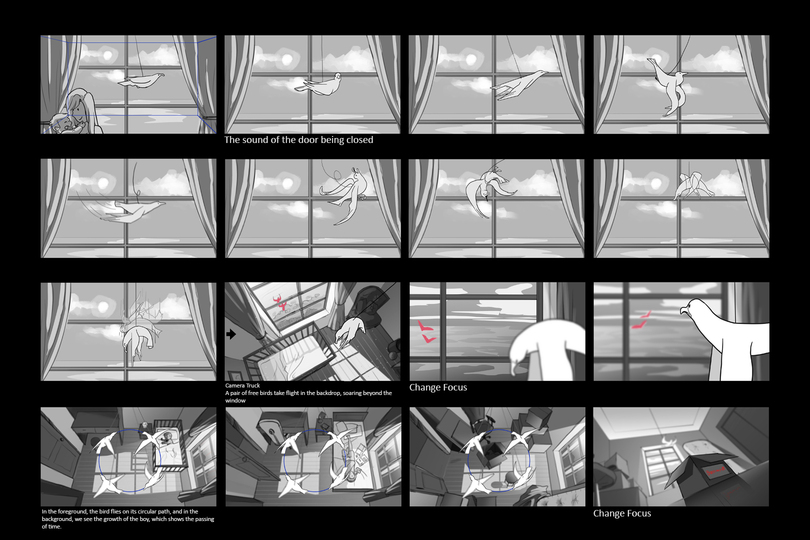 The sound of the door being closed
Camera Truck
A pair of free birds take flight in the backdrop, soaring beyond the
window
Change Focus
In the foreground, the bird flies on its circular path, and in the
background, we see the growth of the boy, which shows the passing
of time.
Change Focus